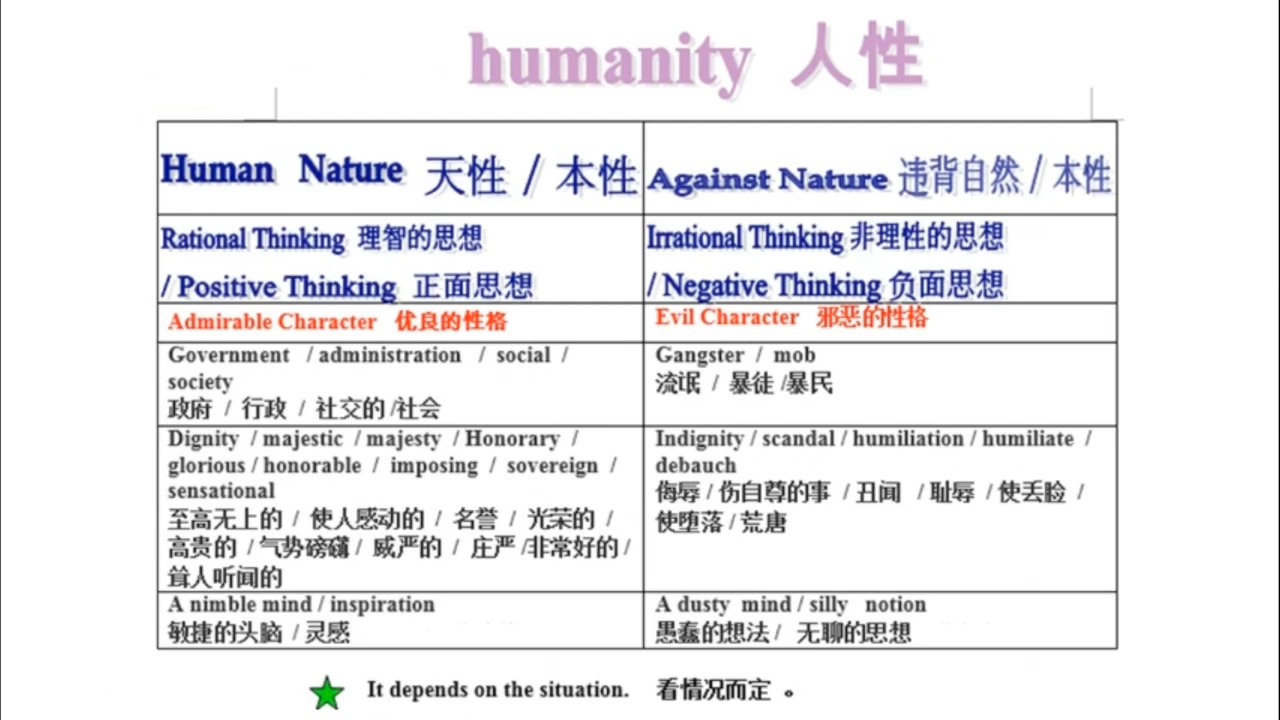 humanity 人性
Human Nature 天性 / 本性
Against Nature 违背自然 / 本性
Rational Thinking 理智的思想
/ Positive Thinking 正面思想
Irrational Thinking 非理性的思想
/ Negative Thinking 负面思想
Admirable Character 优良的性格
Evil Character 邪恶的性格
Government / administration / social /
society
政府 / 行政 / 社交的 /社会
Gangster / mob
流氓 / 暴徒 /暴民
Dignity / majestic / majesty / Honorary /
glorious / honorable / imposing / sovereign /
sensational
至高无上的 / 使人感动的 / 名誉 / 光荣的 /
高贵的 / 气势磅礴 / 威严的 / 庄严 /非常好的 /
耸人听闻的
Indignity / scandal / humiliation / humiliate /
debauch
侮辱 / 伤自尊的事 / 丑闻 / 耻辱 / 使丢脸 /
使堕落 / 荒唐
A nimble mind / inspiration
敏捷的头脑 / 灵感
A dusty mind / silly notion
愚蠢的想法 / 无聊的思想
It depends on the situation. 看情况而定 。